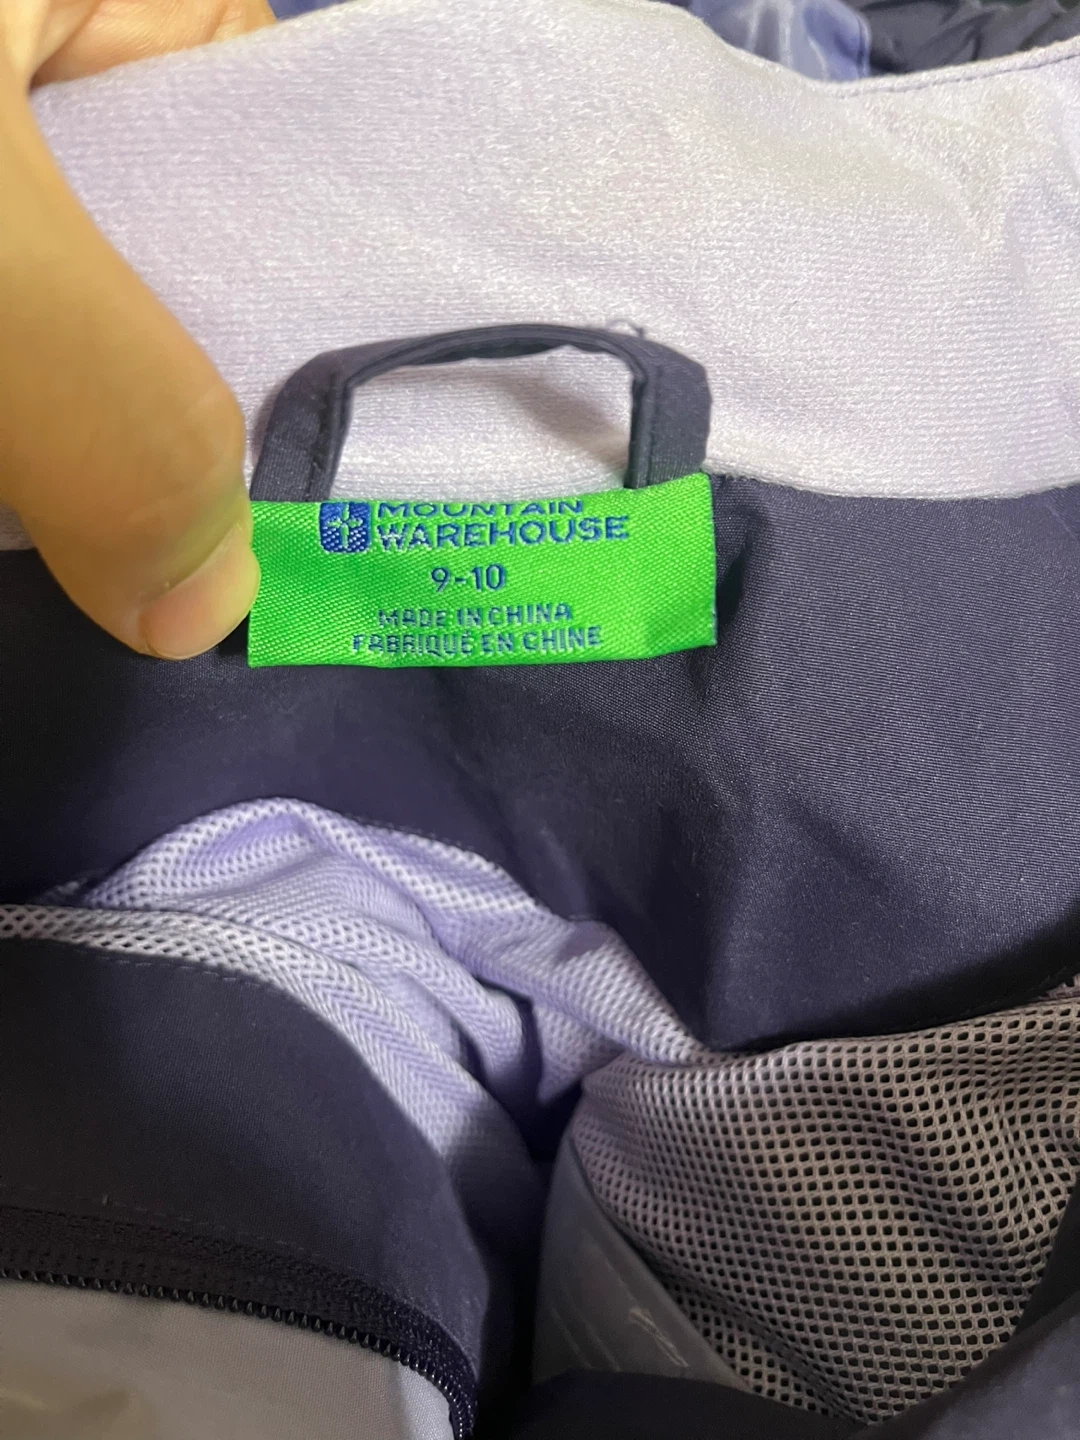 MOUNTAIN
WAREHOUSE
9-10
MADE IN CHINA
FABRIQUÉ EN CHINE